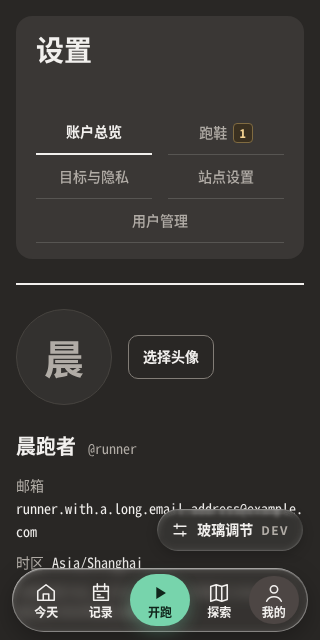 设置
账户总览
跑鞋 1
目标与隐私
站点设置
用户管理
晨
选择头像
晨跑者 @runner
邮箱
runner.with.a.long.email.address@example.
com
玻璃调节 DEV
时区 Asia/Shanghai
今天
记录
开跑
探索
我的